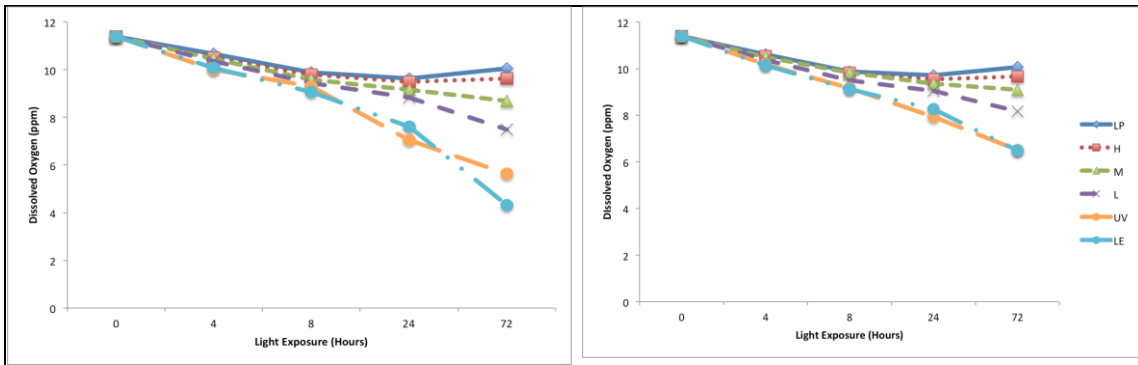 12
10
8
6
4
2
0
Dissolved Oxygen (ppm)
0 4 8 24 72
Light Exposure (Hours)
12
10
8
6
4
2
0
Dissolved Oxygen (ppm)
0 4 8 24 72
Light Exposure (Hours)
LP
H
M
L
UV
LE